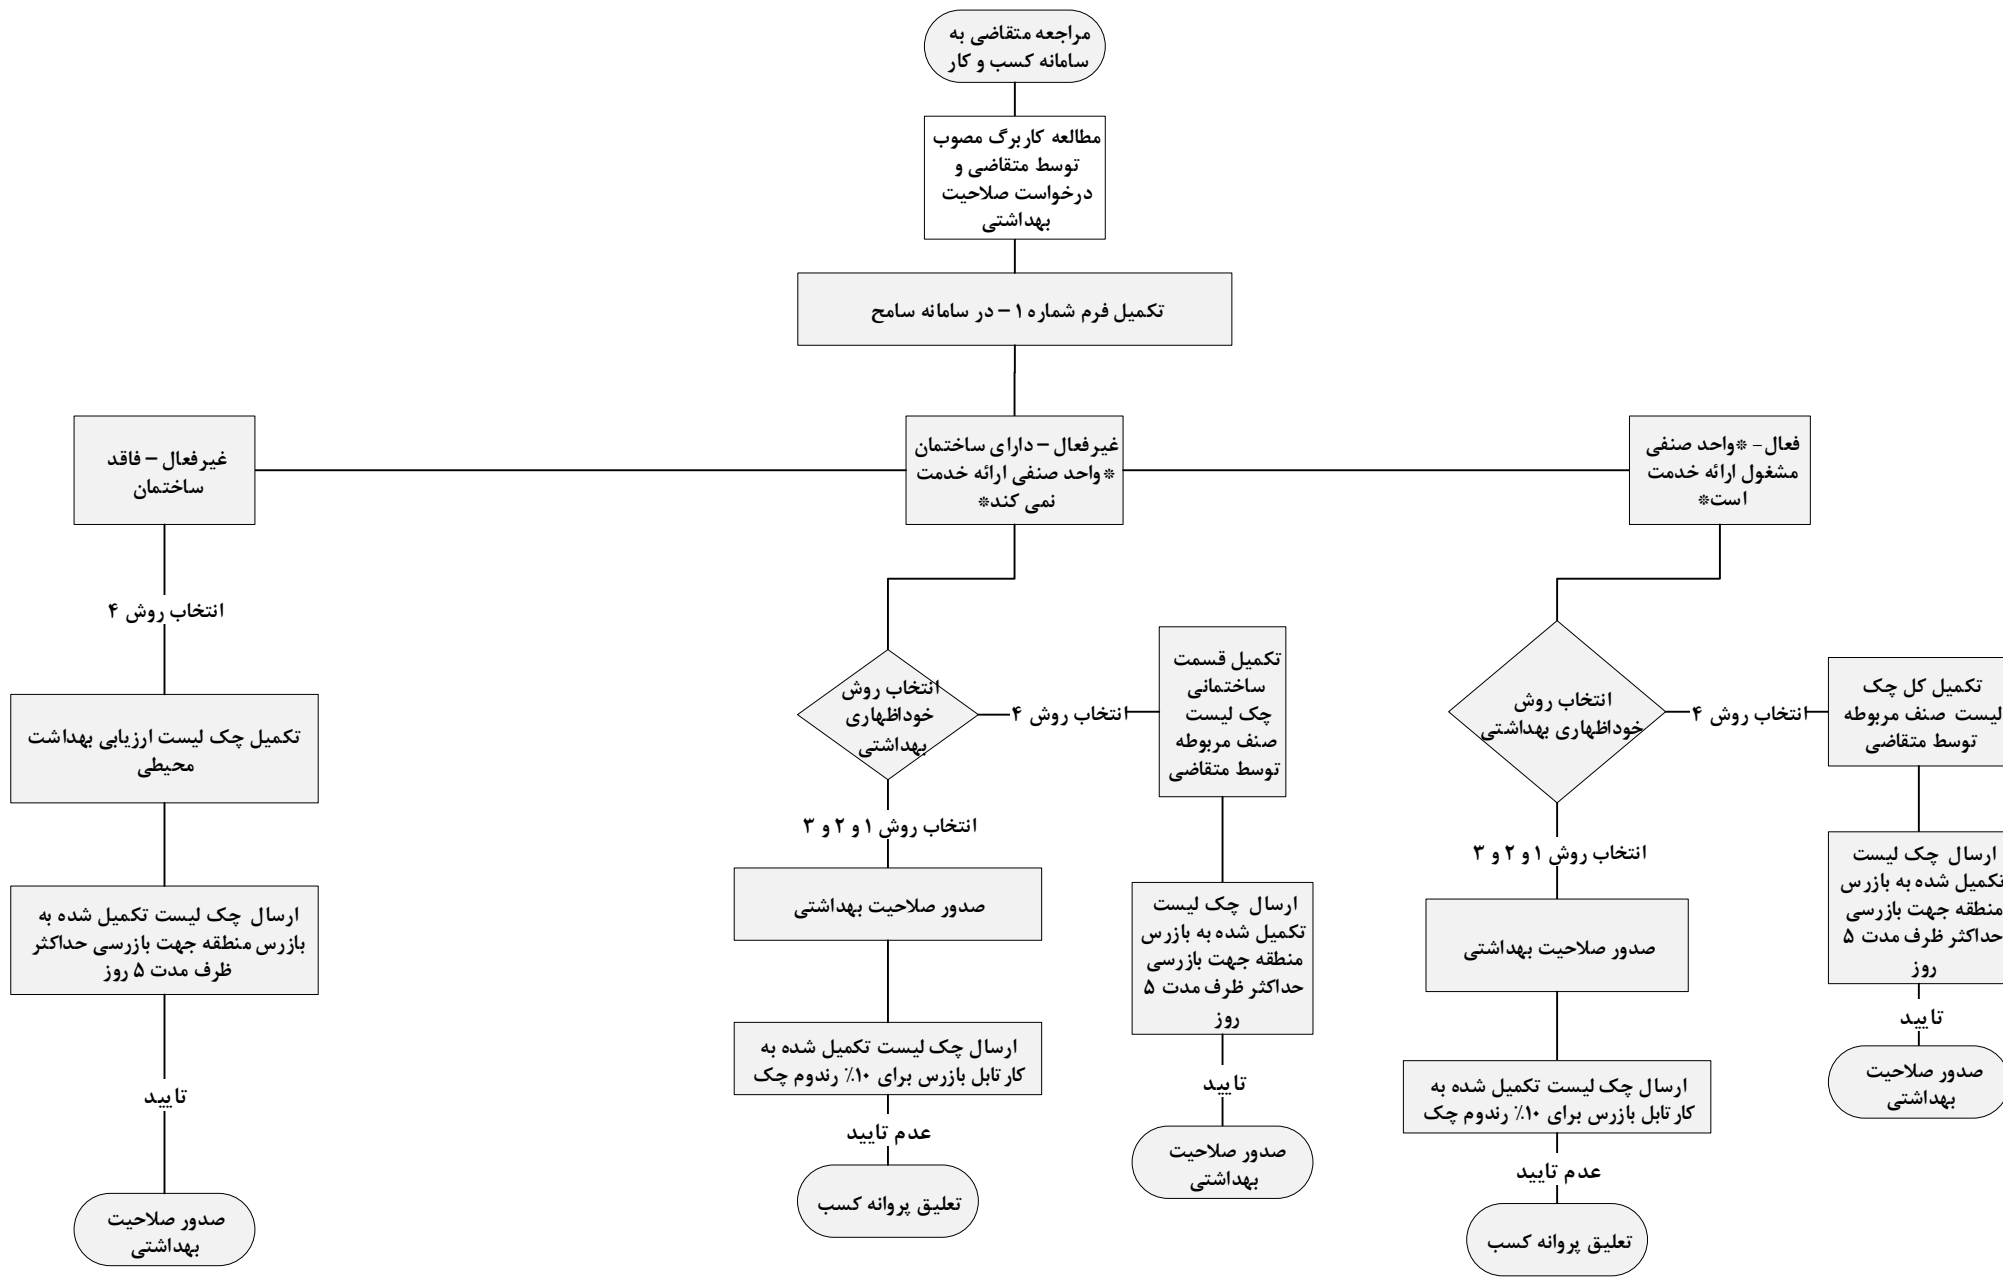 مراجعه متقاضی به
سامانه کسب و کار
مطالعه کاربرگ مصوب
توسط متقاضی و
درخواست صلاحیت
بهداشتی
تکمیل فرم شماره ۱ – در سامانه سامح
فعال- *واحد صنفی
مشغول ارائه خدمت
است*
غیرفعال – دارای ساختمان
*واحد صنفی ارائه خدمت
نمی کند*
غیرفعال – فاقد
ساختمان
انتخاب روش
خوداظهاری بهداشتی
انتخاب روش ۴
تکمیل کل چک
لیست صنف مربوطه
توسط متقاضی
ارسال چک لیست
تکمیل شده به بازرس
منطقه جهت بازرسی
حداکثر ظرف مدت ۵
روز
تایید
صدور صلاحیت
بهداشتی
انتخاب روش ۱ و ۲ و ۳
صدور صلاحیت بهداشتی
ارسال چک لیست تکمیل شده به
کارتابل بازرس برای ۱۰٪ رندوم چک
عدم تایید
تعلیق پروانه کسب
انتخاب روش
خوداظهاری
بهداشتی
انتخاب روش ۴
تکمیل قسمت
ساختمانی
چک لیست
صنف مربوطه
توسط متقاضی
ارسال چک لیست
تکمیل شده به بازرس
منطقه جهت بازرسی
حداکثر ظرف مدت ۵
روز
تایید
صدور صلاحیت
بهداشتی
انتخاب روش ۱ و ۲ و ۳
صدور صلاحیت بهداشتی
ارسال چک لیست تکمیل شده به
کارتابل بازرس برای ۱۰٪ رندوم چک
عدم تایید
تعلیق پروانه کسب
انتخاب روش ۴
تکمیل چک لیست ارزیابی بهداشت
محیطی
ارسال چک لیست تکمیل شده به
بازرس منطقه جهت بازرسی حداکثر
ظرف مدت ۵ روز
تایید
صدور صلاحیت
بهداشتی